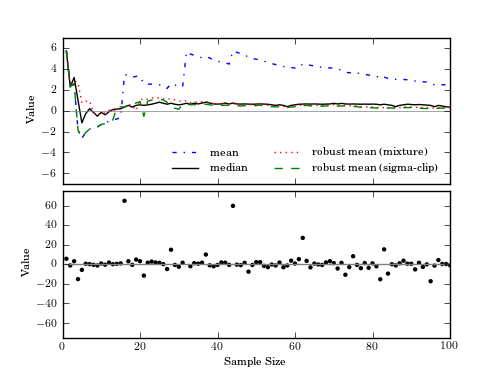 6
4
2
0
−2
−4
−6
Value
mean
median
robust mean (mixture)
robust mean (sigma-clip)
60
40
20
0
−20
−40
−60
Value
0
20
40
60
80
100
Sample Size